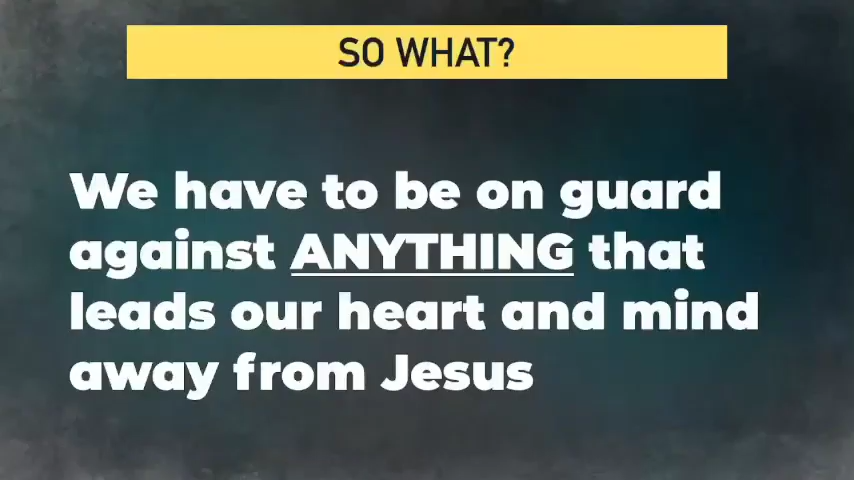 SO WHAT?
We have to be on guard
against ANYTHING that
leads our heart and mind
away from Jesus